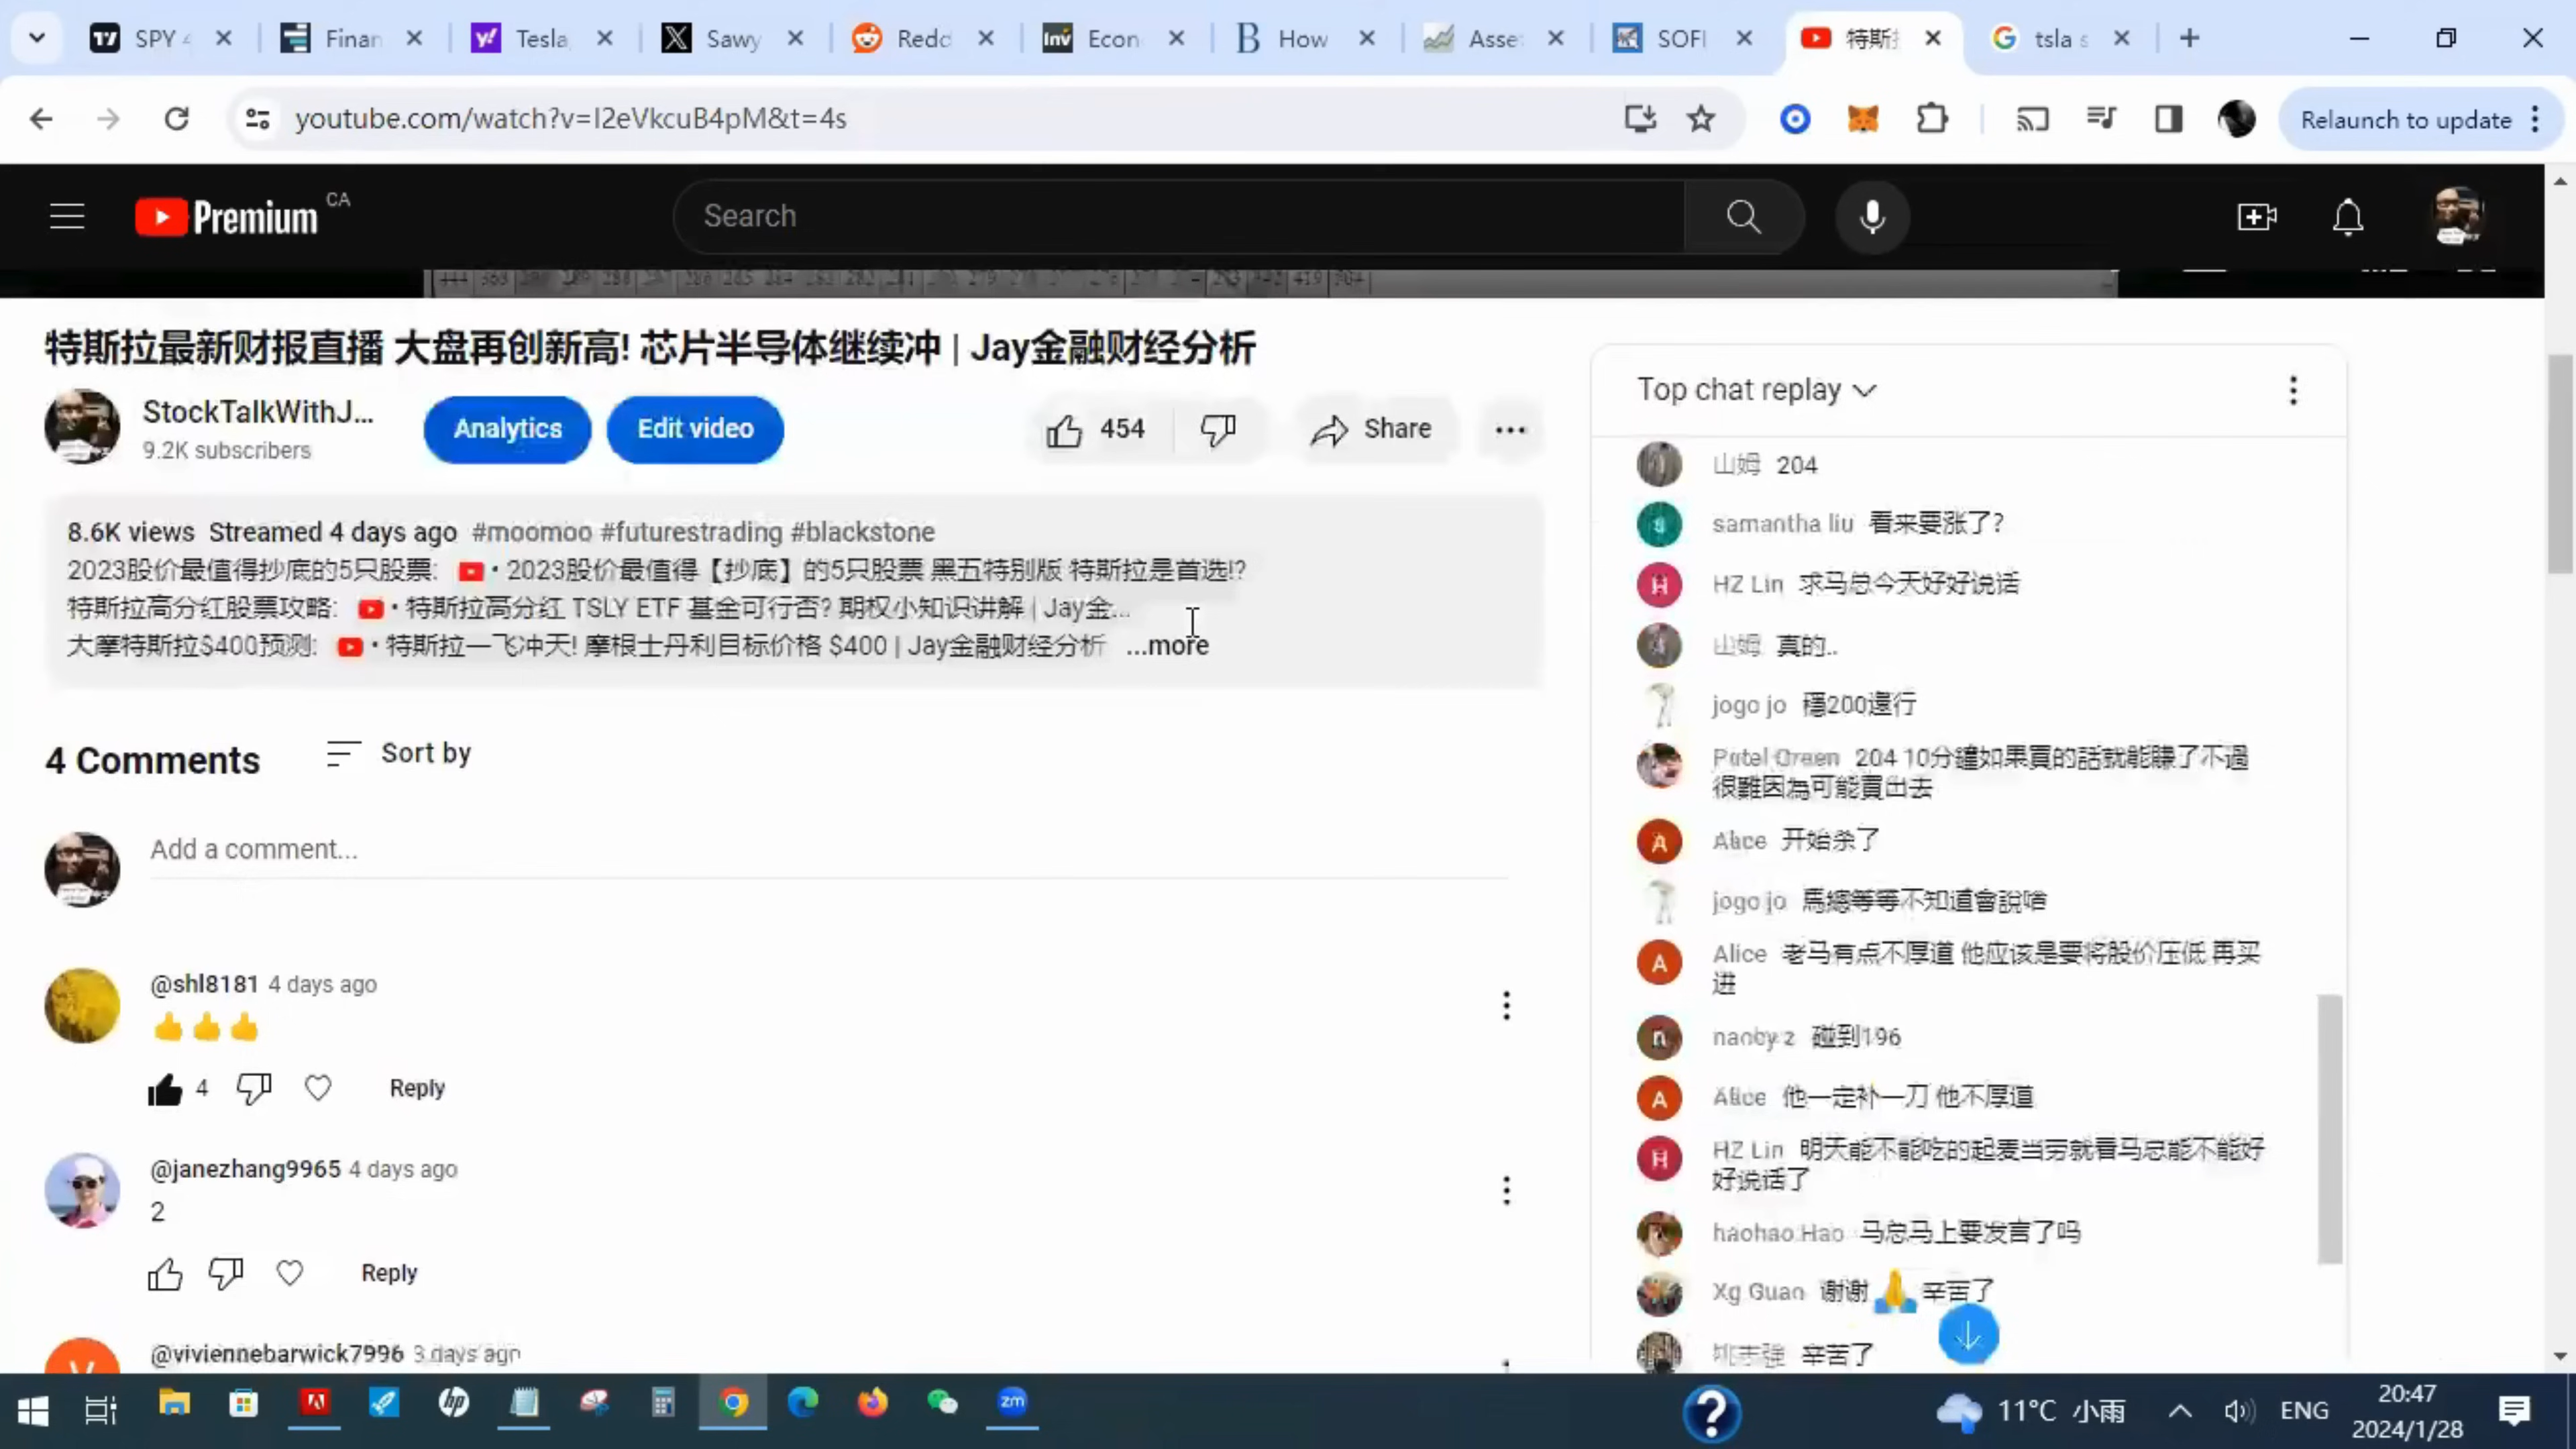 SPY
Finan
Tesla
Sawy
Redd
Econ
How
Asse
SOFI
特斯拉
tsla s
youtube.com/watch?v=I2eVkcuB4pM&t=4s
Relaunch to update
Premium CA
Search
特斯拉最新财报直播 大盘再创新高! 芯片半导体继续冲 | Jay金融财经分析
StockTalkWithJ...
9.2K subscribers
Analytics
Edit video
454
Share
8.6K views Streamed 4 days ago #moomoo #futurestrading #blackstone
2023股价最值得抄底的5只股票: • 2023股价最值得【抄底】的5只股票 黑五特别版 特斯拉是首选!?
特斯拉高分红股票攻略: • 特斯拉高分红 TSLY ETF 基金可行否? 期权小知识讲解 | Jay金...
大摩特斯拉$400预测: • 特斯拉一飞冲天! 摩根士丹利目标价格 $400 | Jay金融财经分析 ...more
4 Comments
Sort by
Add a comment...
@shl8181 4 days ago
👍👍👍
4
Reply
@janezhang9965 4 days ago
2
Reply
@viviennebarwick7996 3 days ago
Top chat replay
山姆 204
samantha liu 看来要涨了?
HZ Lin 求马总今天好好说话
山姆 真的..
jogo jo 穩200還行
Patel Green 204 10分鐘如果買的話就能賺了不過
很難因為可能賣出去
Alice 开始杀了
jogo jo 馬總等等不知道會說啥
Alice 老马有点不厚道 他应该是要将股价压低 再买
进
nancy z 碰到196
Alice 他一定补一刀 他不厚道
HZ Lin 明天能不能吃的起麦当劳就看马总能不能好
好说话了
haohao Hao 马总马上要发言了吗
Xg Guan 谢谢🙏辛苦了
辛苦了
11°C 小雨
ENG
20:47
2024/1/28